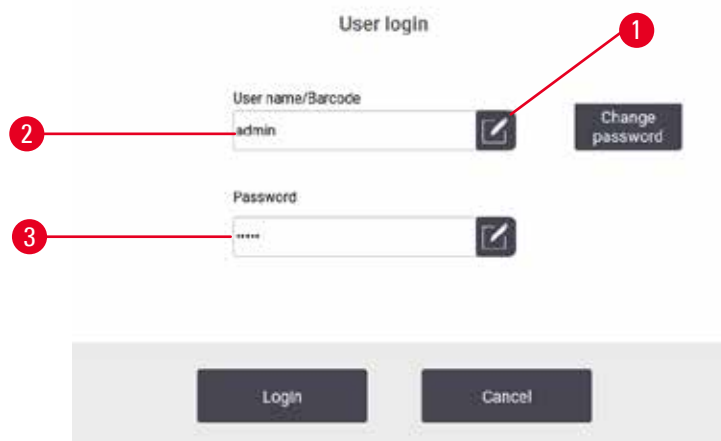 User login
1
User name/Barcode
2
admin
Change
password
Password
3
•••••
Login
Cancel